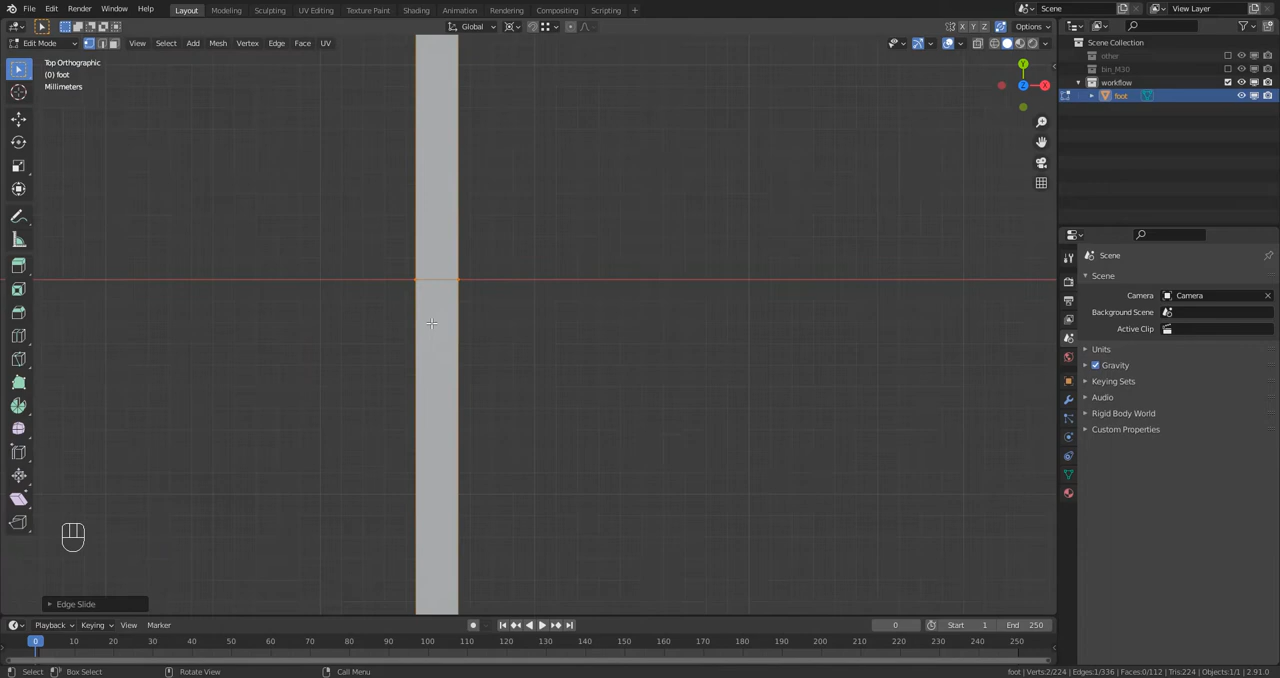 File Edit Render Window Help Layout Modeling Sculpting UV Editing Texture Paint Shading Animation Rendering Compositing Scripting + Scene View Layer
Global Options
Edit Mode View Select Add Mesh Vertex Edge Face UV
X Y Z
Top Orthographic
(0) foot
Millimeters
Y
Z X
Scene Collection
other
bin_M30
workflow
foot
Scene
Scene
Camera Camera
Background Scene
Active Clip
Units
Gravity
Keying Sets
Audio
Rigid Body World
Custom Properties
Edge Slide
Playback Keying View Marker 0 Start 1 End 250
0 10 20 30 40 50 60 70 80 90 100 110 120 130 140 150 160 170 180 190 200 210 220 230 240 250
Select Box Select Rotate View Call Menu foot | Verts:2/224 | Edges:1/336 | Faces:0/112 | Tris:224 | Objects:1/1 | 2.91.0